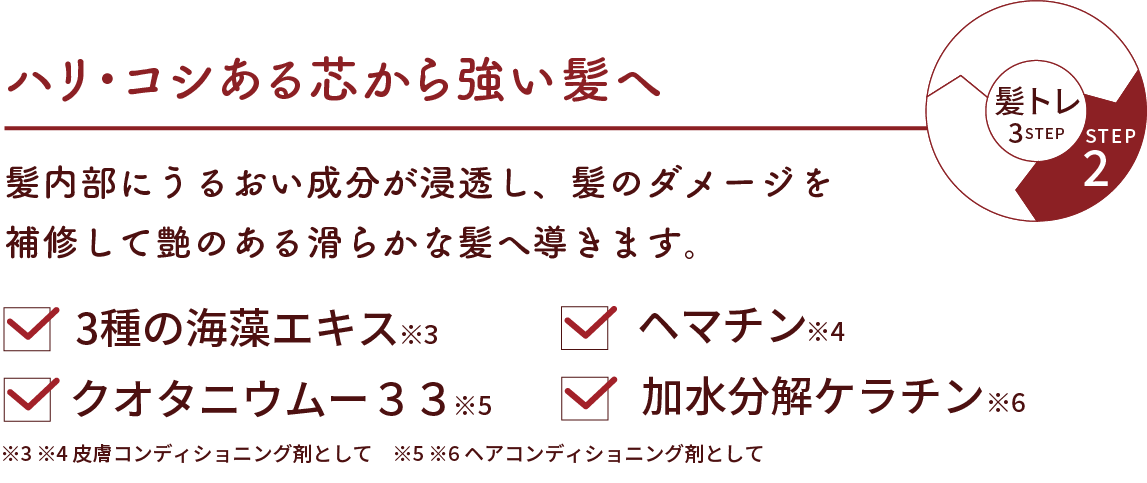 ハリ・コシある芯から強い髪へ
髪トレ
3STEP
STEP
2
髪内部にうるおい成分が浸透し、髪のダメージを
補修して艶のある滑らかな髪へ導きます。
3種の海藻エキス※3
ヘマチン※4
クオタニウムー３３※5
加水分解ケラチン※6
※3 ※4 皮膚コンディショニング剤として　※5 ※6 ヘアコンディショニング剤として